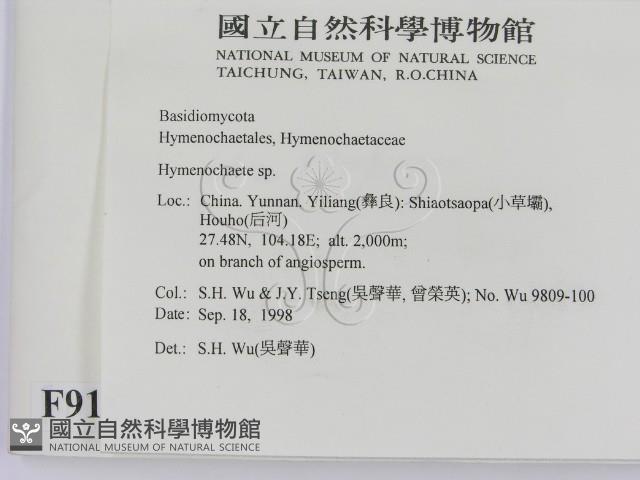 國立自然科學博物館
NATIONAL MUSEUM OF NATURAL SCIENCE
TAICHUNG, TAIWAN, R.O.CHINA
Basidiomycota
Hymenochaetales, Hymenochaetaceae
Hymenochaete sp.
Loc.: China. Yunnan. Yiliang(彝良): Shiaotsaopa(小草壩),
Houho(后河)
27.48N, 104.18E; alt. 2,000m;
on branch of angiosperm.
Col.: S.H. Wu & J.Y. Tseng(吳聲華, 曾榮英); No. Wu 9809-100
Date: Sep. 18, 1998
Det.: S.H. Wu(吳聲華)
F91
國立自然科學博物館
NATIONAL MUSEUM OF NATURAL SCIENCE